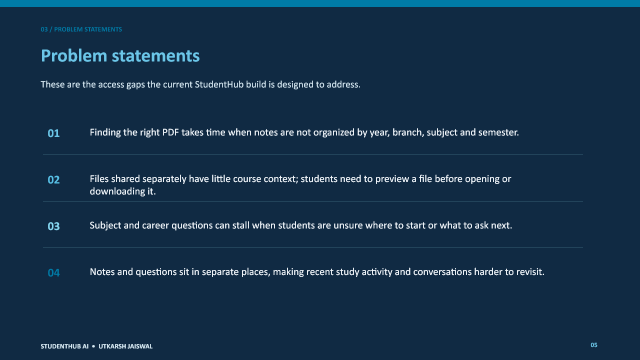 03 / PROBLEM STATEMENTS
Problem statements
These are the access gaps the current StudentHub build is designed to address.
01
Finding the right PDF takes time when notes are not organized by year, branch, subject and semester.
02
Files shared separately have little course context; students need to preview a file before opening or
downloading it.
03
Subject and career questions can stall when students are unsure where to start or what to ask next.
04
Notes and questions sit in separate places, making recent study activity and conversations harder to revisit.
STUDENTHUB AI • UTKARSH JAISWAL
05